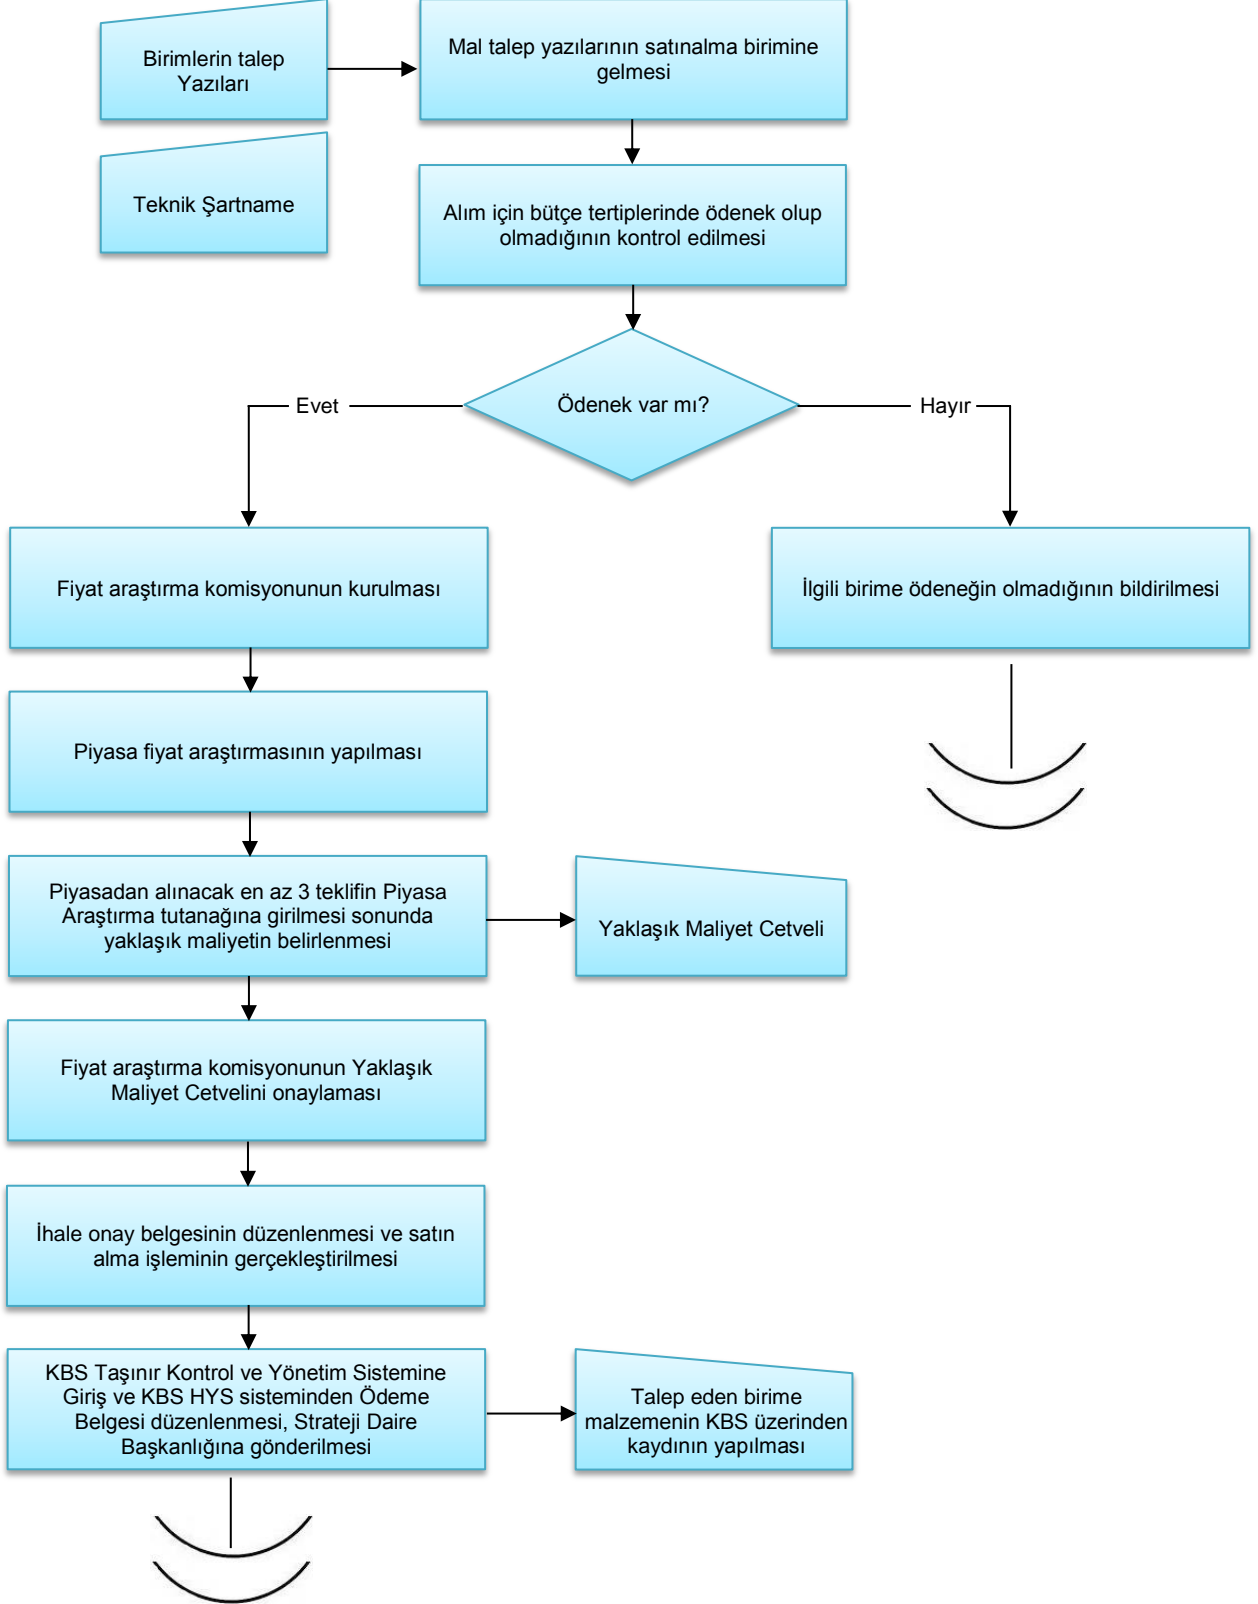 Birimlerin talep
Yazıları
Mal talep yazılarının satınalma birimine
gelmesi
Teknik Şartname
Alım için bütçe tertiplerinde ödenek olup
olmadığının kontrol edilmesi
Ödenek var mı?
Evet
Hayır
Fiyat araştırma komisyonunun kurulması
İlgili birime ödeneğin olmadığının bildirilmesi
Piyasa fiyat araştırmasının yapılması
Piyasadan alınacak en az 3 teklifin Piyasa
Araştırma tutanağına girilmesi sonunda
yaklaşık maliyetin belirlenmesi
Yaklaşık Maliyet Cetveli
Fiyat araştırma komisyonunun Yaklaşık
Maliyet Cetvelini onaylaması
İhale onay belgesinin düzenlenmesi ve satın
alma işleminin gerçekleştirilmesi
KBS Taşınır Kontrol ve Yönetim Sistemine
Giriş ve KBS HYS sisteminden Ödeme
Belgesi düzenlenmesi, Strateji Daire
Başkanlığına gönderilmesi
Talep eden birime
malzemenin KBS üzerinden
kaydının yapılması